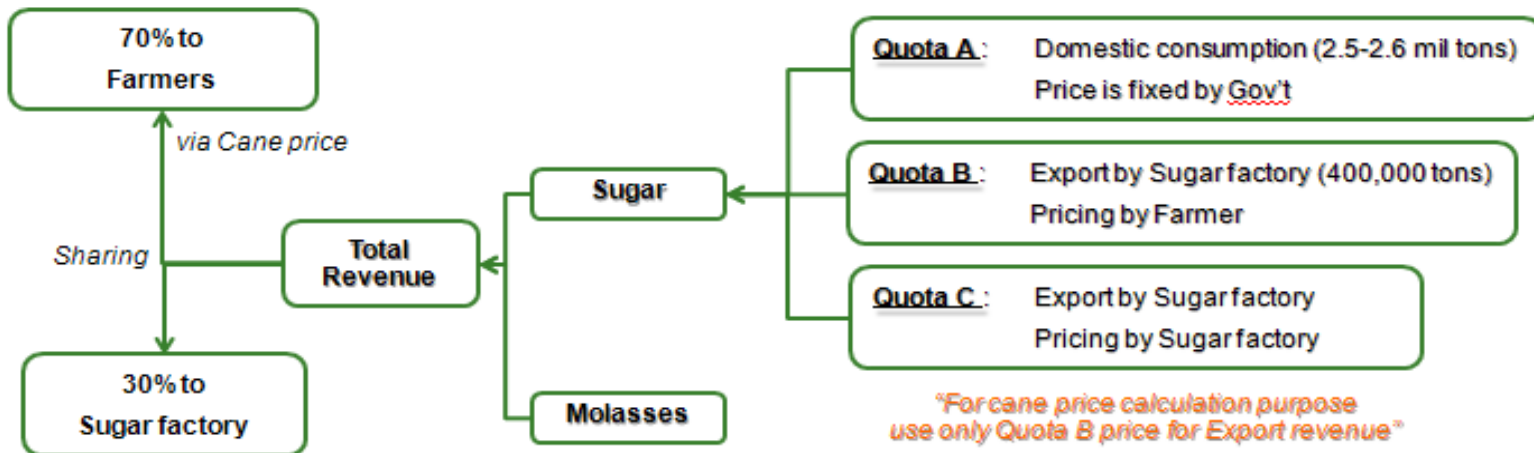 70% to
Farmers
via Cane price
Sharing
30% to
Sugar factory
Total
Revenue
Sugar
Molasses
Quota A : Domestic consumption (2.5-2.6 mil tons)
Price is fixed by Gov't
Quota B : Export by Sugar factory (400,000 tons)
Pricing by Farmer
Quota C : Export by Sugar factory
Pricing by Sugar factory
"For cane price calculation purpose
use only Quota B price for Export revenue"